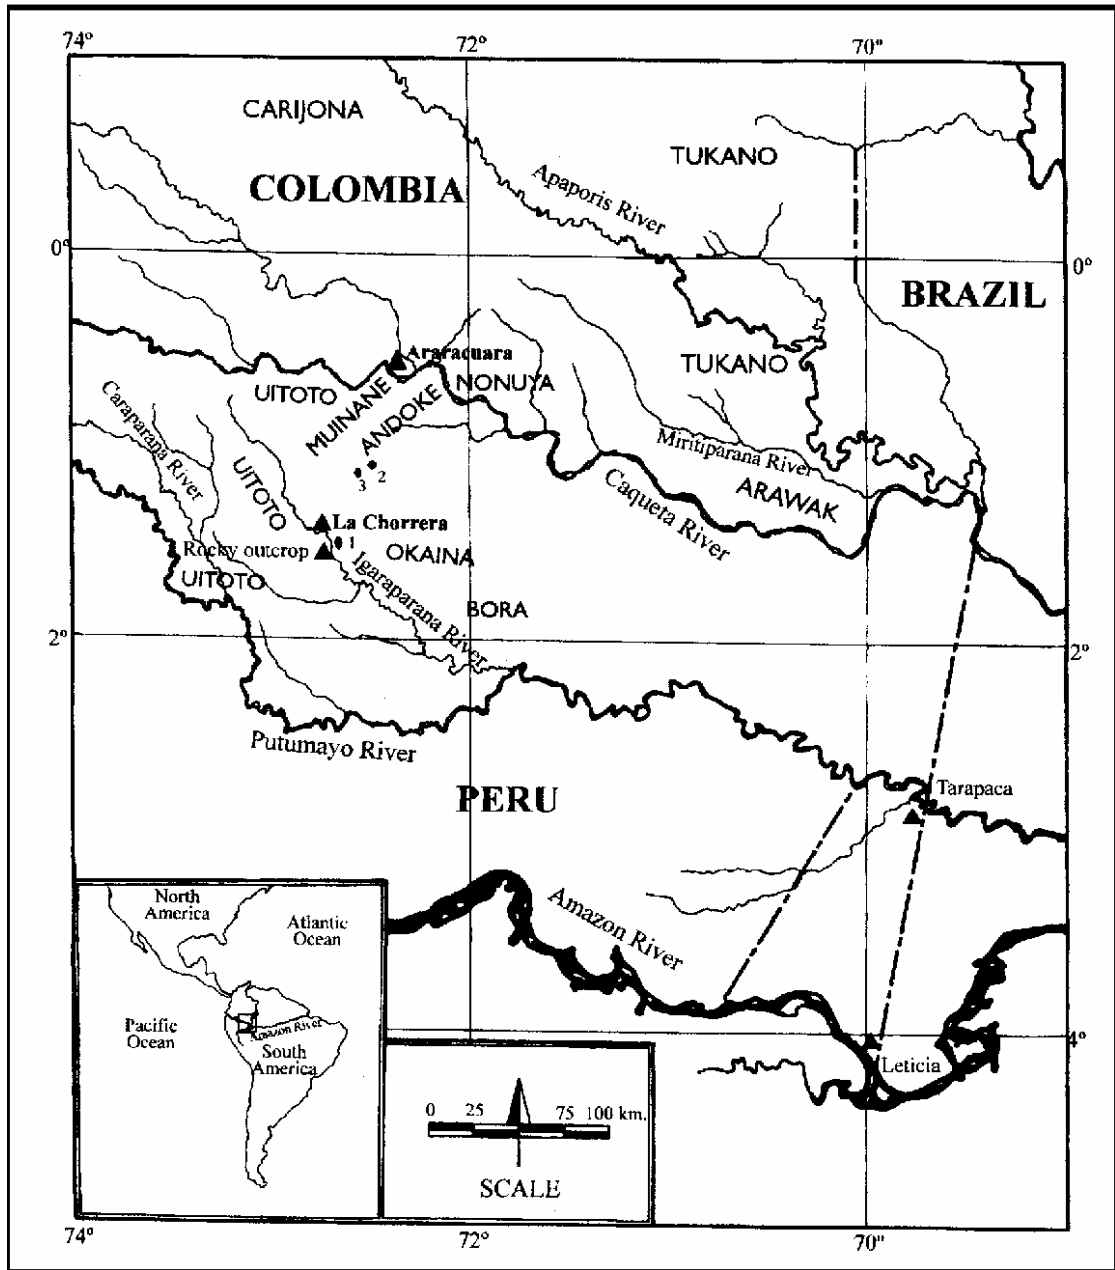 74°
72°
70°
CARIJONA
TUKANO
COLOMBIA
Apaporis River
0°
0°
BRAZIL
Araracuara
TUKANO
UITOTO
MUINANE
ANDOKE
NONUYA
Caraparana River
UITOTO
Miritiparana River
2
3
Caqueta River
ARAWAK
La Chorrera
1
Rocky outcrop
OKAINA
UITOTO
Igaraparana River
BORA
2°
2°
Putumayo River
PERU
Tarapaca
Amazon River
North
America
Atlantic
Ocean
Pacific
Ocean
Amazon River
South
America
4°
Leticia
0 25 75 100 km.
SCALE
74°
72°
70°